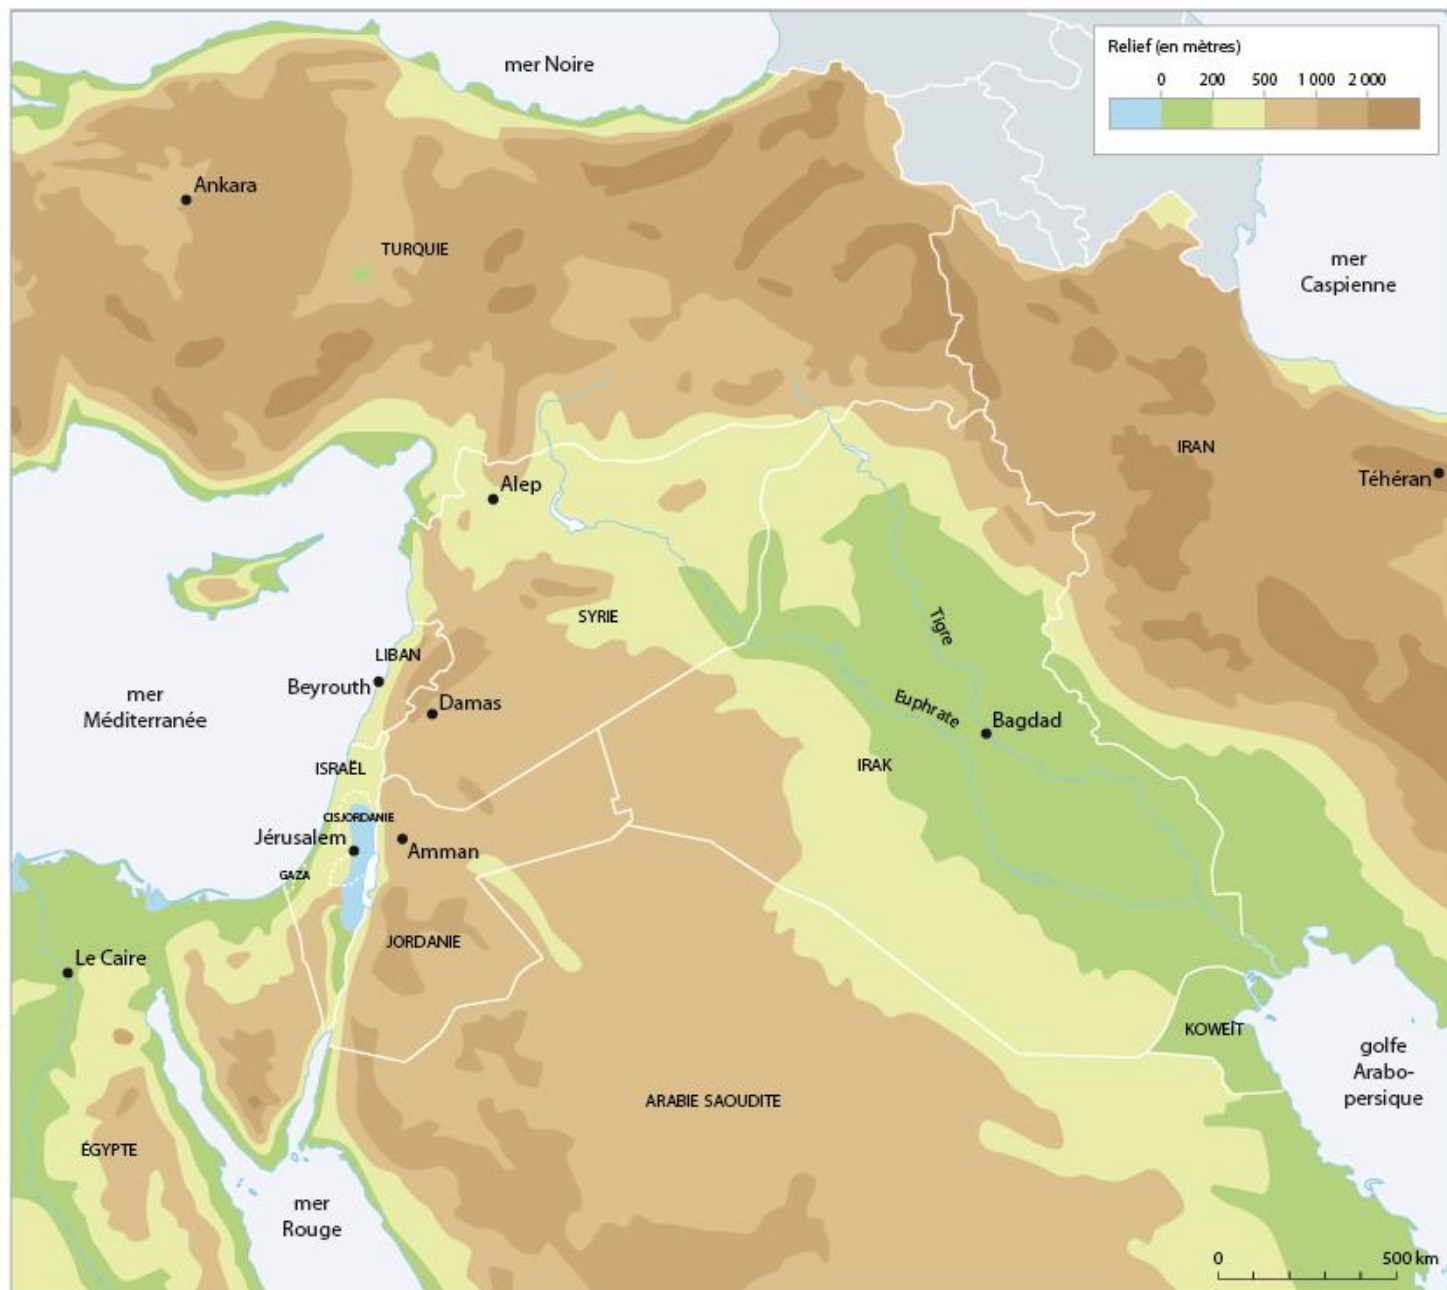 Relief (en mètres)
0 200 500 1 000 2 000
mer Noire
Ankara
TURQUIE
mer
Caspienne
IRAN
Téhéran
Alep
SYRIE
Tigre
LIBAN
Beyrouth
mer
Méditerranée
Damas
Euphrate
Bagdad
ISRAËL
IRAK
CISJORDANIE
Jérusalem
Amman
GAZA
JORDANIE
Le Caire
KOWEÏT
golfe
Arabo-
persique
ARABIE SAOUDITE
ÉGYPTE
mer
Rouge
0 500 km